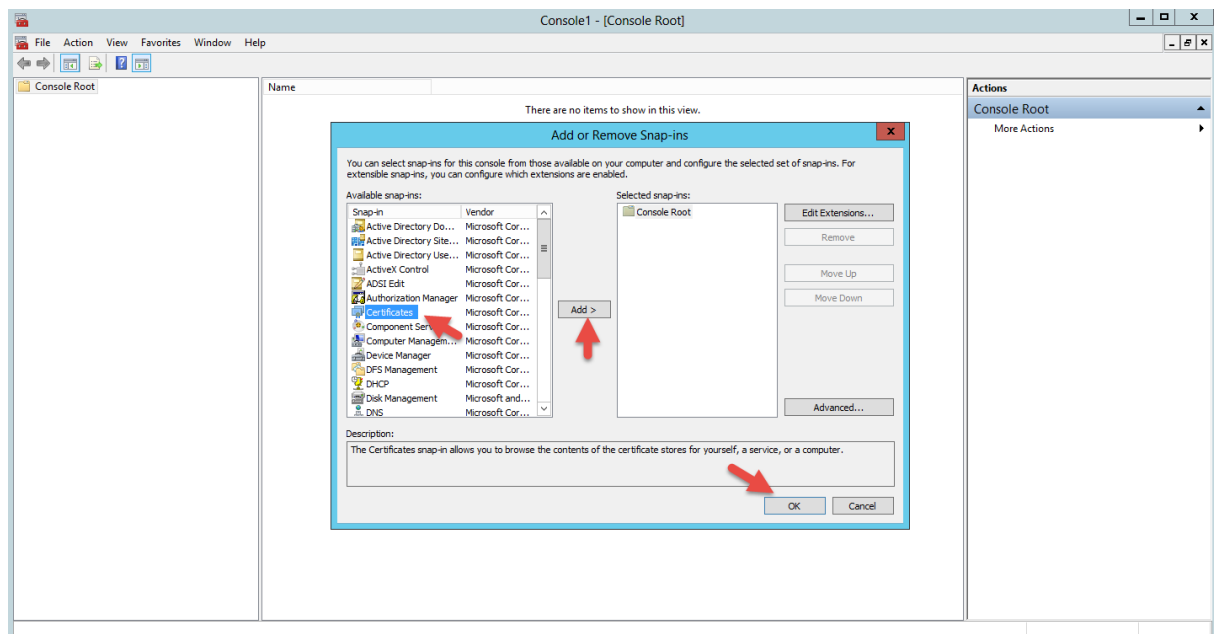 Console1 - [Console Root]
File Action View Favorites Window Help
Console Root
Name
There are no items to show in this view.
Actions
Console Root
More Actions
Add or Remove Snap-ins
You can select snap-ins for this console from those available on your computer and configure the selected set of snap-ins. For
extensible snap-ins, you can configure which extensions are enabled.
Available snap-ins:
Snap-in Vendor
Active Directory Do... Microsoft Cor...
Active Directory Site... Microsoft Cor...
Active Directory Use... Microsoft Cor...
ActiveX Control Microsoft Cor...
ADSI Edit Microsoft Cor...
Authorization Manager Microsoft Cor...
Certificates Microsoft Cor...
Component Serv Microsoft Cor...
Computer Managem... Microsoft Cor...
Device Manager Microsoft Cor...
DFS Management Microsoft Cor...
DHCP Microsoft Cor...
Disk Management Microsoft and...
DNS Microsoft Cor...
Add >
Selected snap-ins:
Console Root
Edit Extensions...
Remove
Move Up
Move Down
Advanced...
Description:
The Certificates snap-in allows you to browse the contents of the certificate stores for yourself, a service, or a computer.
OK Cancel